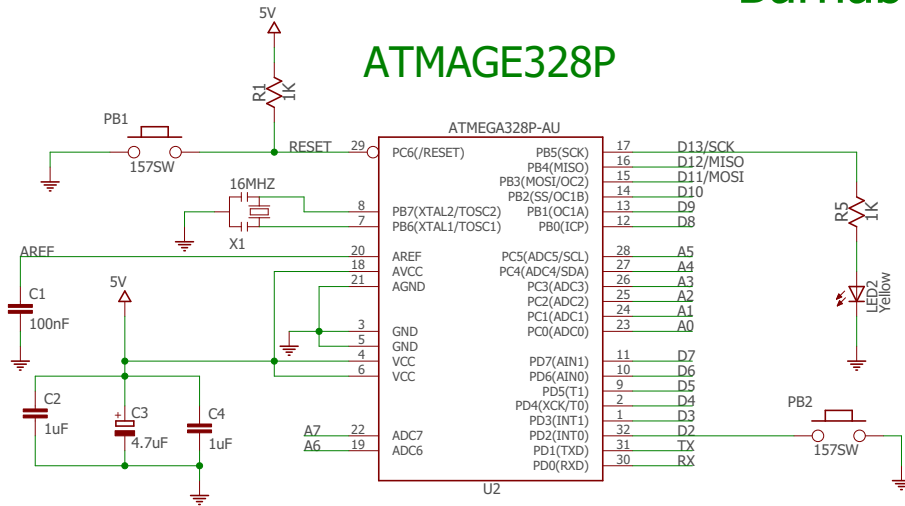 5V
ATMAGE328P
R1
1K
PB1
157SW
RESET
ATMEGA328P-AU
29 PC6(/RESET)
16MHZ
X1
8 PB7(XTAL2/TOSC2)
7 PB6(XTAL1/TOSC1)
AREF 20 AREF
18 AVCC
21 AGND
3 GND
5 GND
4 VCC
6 VCC
A7 22 ADC7
A6 19 ADC6
PB5(SCK) 17 D13/SCK
PB4(MISO) 16 D12/MISO
PB3(MOSI/OC2) 15 D11/MOSI
PB2(SS/OC1B) 14 D10
PB1(OC1A) 13 D9
PB0(ICP) 12 D8
PC5(ADC5/SCL) 28 A5
PC4(ADC4/SDA) 27 A4
PC3(ADC3) 26 A3
PC2(ADC2) 25 A2
PC1(ADC1) 24 A1
PC0(ADC0) 23 A0
PD7(AIN1) 11 D7
PD6(AIN0) 10 D6
PD5(T1) 9 D5
PD4(XCK/T0) 2 D4
PD3(INT1) 1 D3
PD2(INT0) 32 D2
PD1(TXD) 31 TX
PD0(RXD) 30 RX
U2
C1
100nF
5V
C2
1uF
C3
+
4.7uF
C4
1uF
R5
1K
LED2
Yellow
PB2
157SW